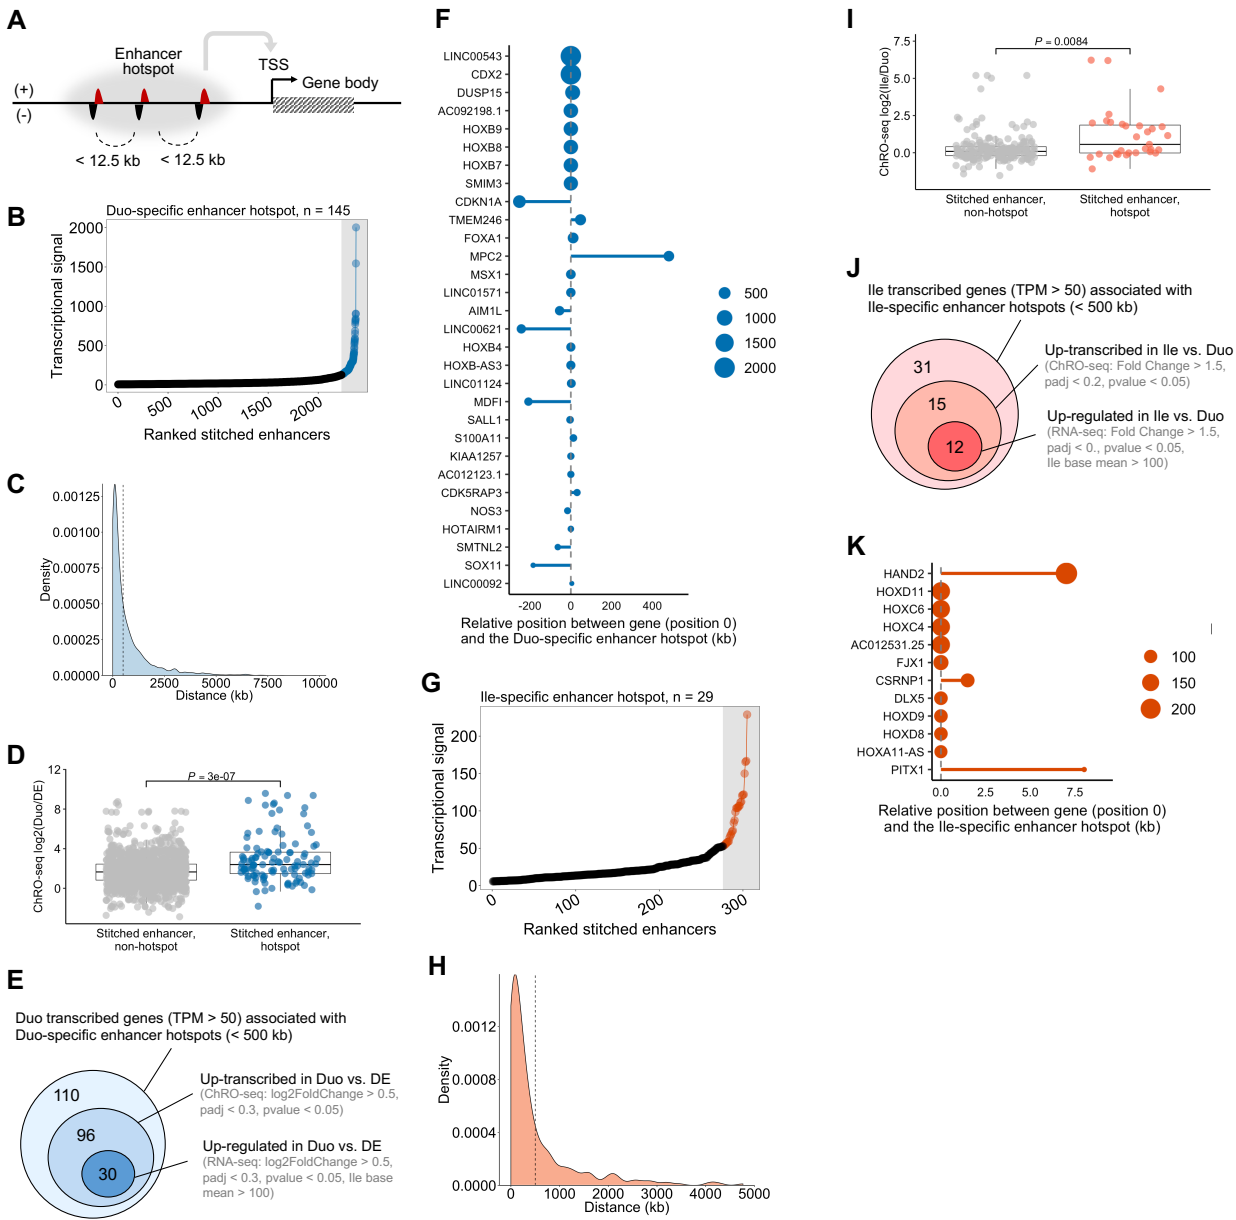 A
Enhancer
hotspot
TSS
Gene body
(+)
(-)
< 12.5 kb
< 12.5 kb
B
Duo-specific enhancer hotspot, n = 145
Transcriptional signal
2000
1500
1000
500
0
0
500
1000
1500
2000
Ranked stitched enhancers
C
Density
0.00125
0.00100
0.00075
0.00050
0.00025
0.00000
0
2500
5000
7500
10000
Distance (kb)
D
ChRO-seq log2(Duo/DE)
12
8
4
0
P = 3e-07
Stitched enhancer,
non-hotspot
Stitched enhancer,
hotspot
E
Duo transcribed genes (TPM > 50) associated with
Duo-specific enhancer hotspots (< 500 kb)
110
96
30
Up-transcribed in Duo vs. DE
(ChRO-seq: log2FoldChange > 0.5,
padj < 0.3, pvalue < 0.05)
Up-regulated in Duo vs. DE
(RNA-seq: log2FoldChange > 0.5,
padj < 0.3, pvalue < 0.05, Ile base
mean > 100)
F
LINC00543
CDX2
DUSP15
AC092198.1
HOXB9
HOXB8
HOXB7
SMIM3
CDKN1A
TMEM246
FOXA1
MPC2
MSX1
LINC01571
AIM1L
LINC00621
HOXB4
HOXB-AS3
LINC01124
MDFI
SALL1
S100A11
KIAA1257
AC012123.1
CDK5RAP3
NOS3
HOTAIRM1
SMTNL2
SOX11
LINC00092
-200
0
200
400
Relative position between gene (position 0)
and the Duo-specific enhancer hotspot (kb)
500
1000
1500
2000
G
Ile-specific enhancer hotspot, n = 29
Transcriptional signal
200
150
100
50
0
0
100
200
300
Ranked stitched enhancers
H
Density
0.0012
0.0008
0.0004
0.0000
0
1000
2000
3000
4000
5000
Distance (kb)
I
ChRO-seq log2(Ile/Duo)
7.5
5.0
2.5
0.0
P = 0.0084
Stitched enhancer,
non-hotspot
Stitched enhancer,
hotspot
J
Ile transcribed genes (TPM > 50) associated with
Ile-specific enhancer hotspots (< 500 kb)
31
15
12
Up-transcribed in Ile vs. Duo
(ChRO-seq: Fold Change > 1.5,
padj < 0.2, pvalue < 0.05)
Up-regulated in Ile vs. Duo
(RNA-seq: Fold Change > 1.5,
padj < 0., pvalue < 0.05,
Ile base mean > 100)
K
HAND2
HOXD11
HOXC6
HOXC4
AC012531.25
FJX1
CSRNP1
DLX5
HOXD9
HOXD8
HOXA11-AS
PITX1
0.0
2.5
5.0
7.5
Relative position between gene (position 0)
and the Ile-specific enhancer hotspot (kb)
100
150
200